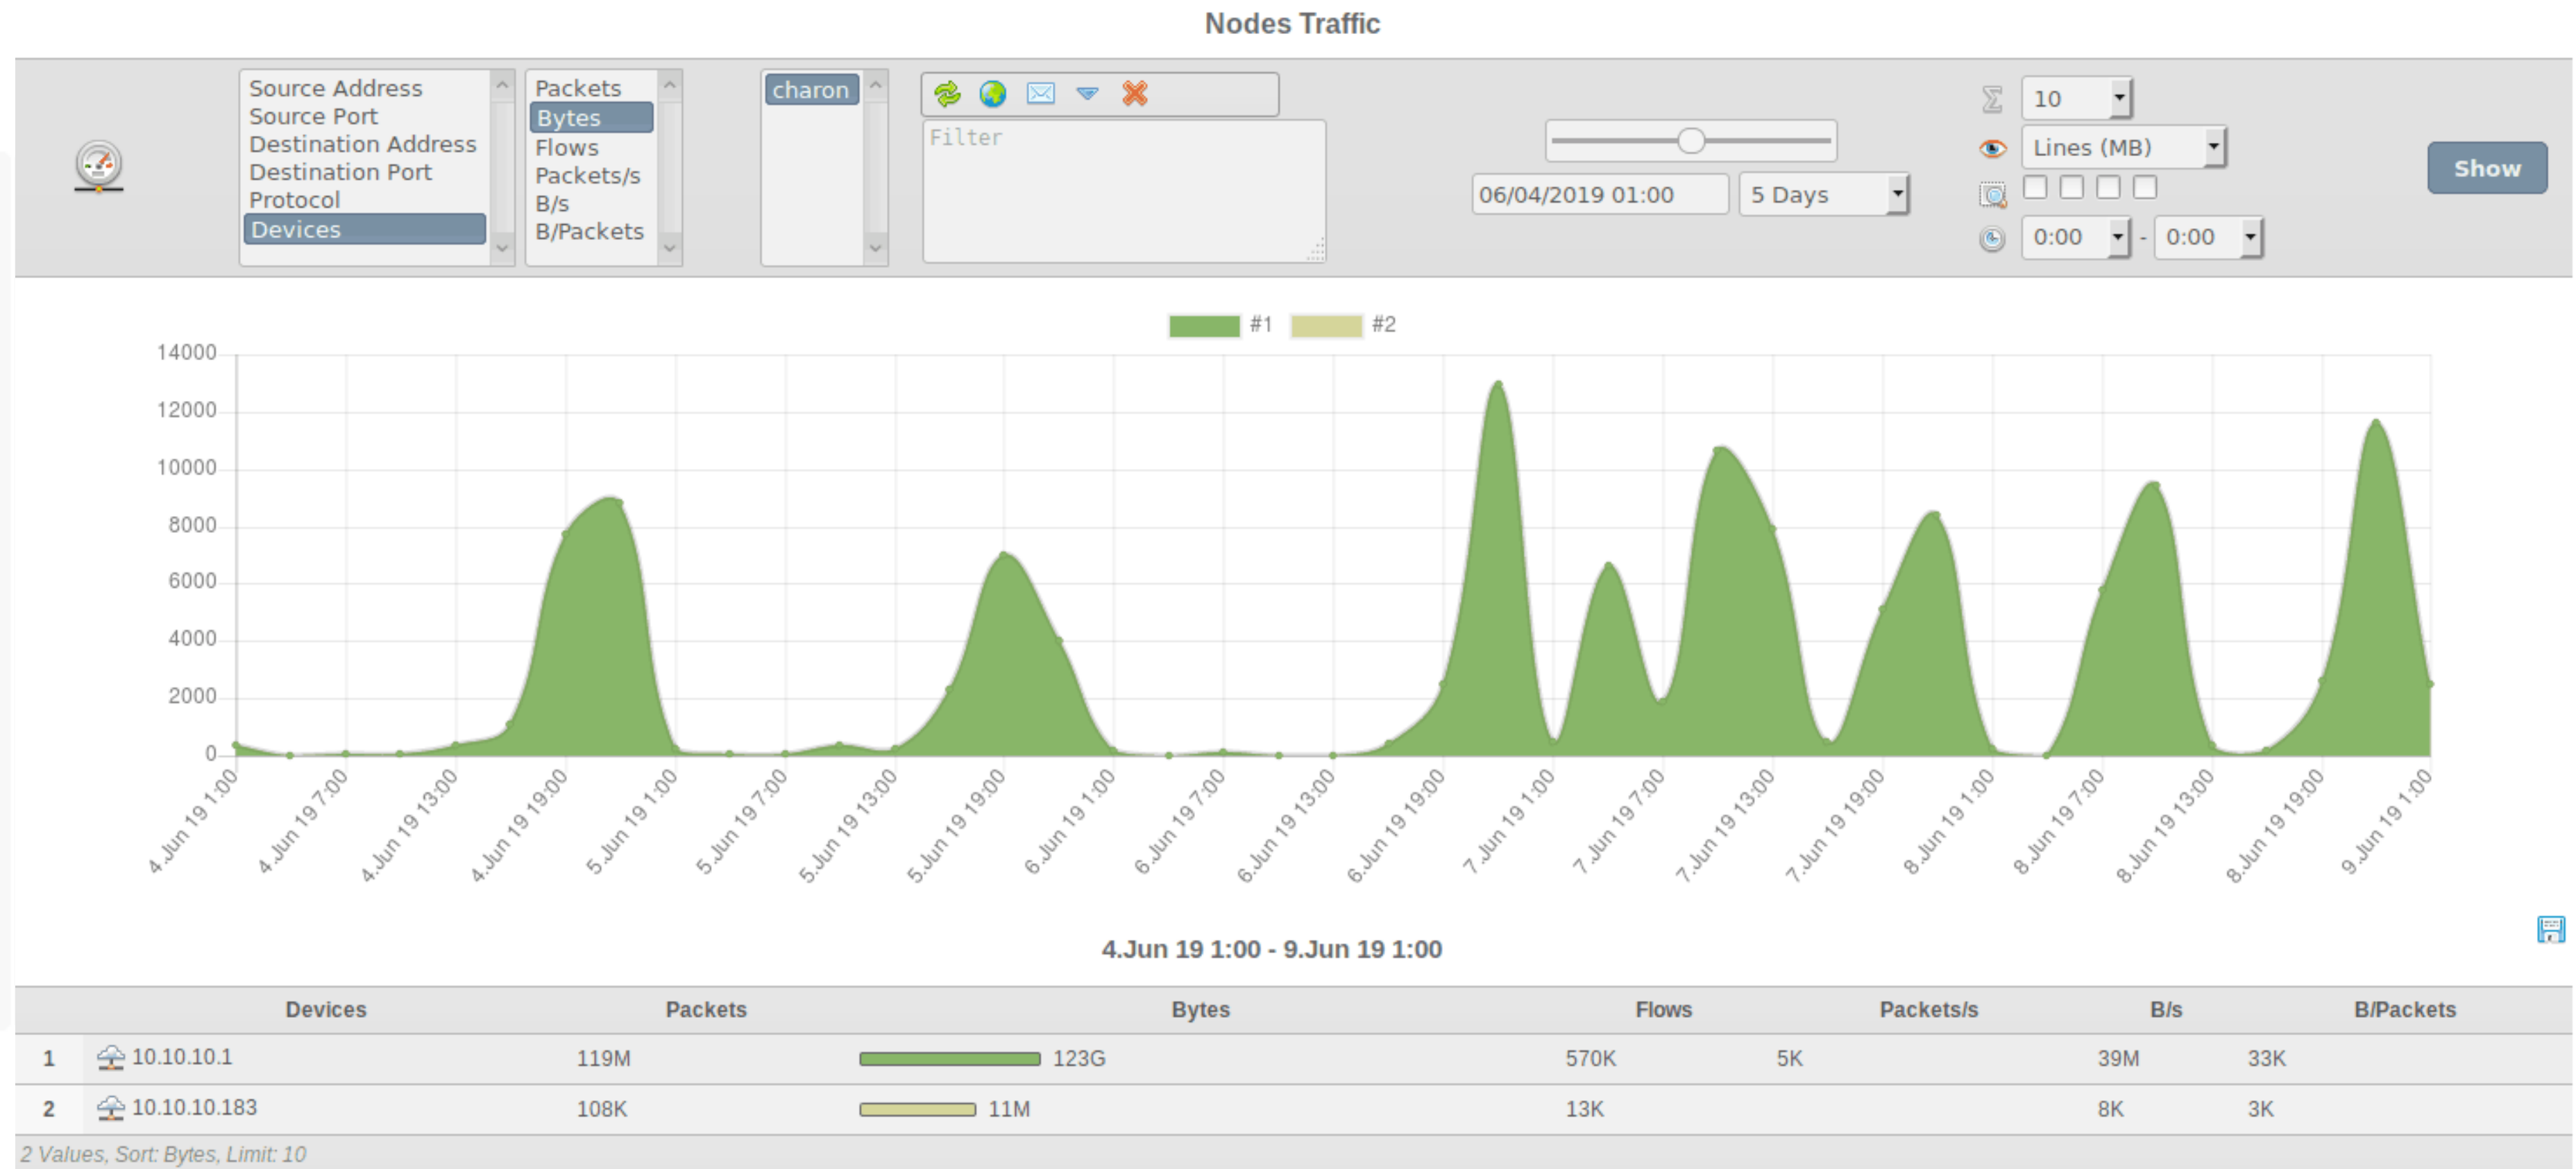 Nodes Traffic
Source Address
Source Port
Destination Address
Destination Port
Protocol
Devices
Packets
Bytes
Flows
Packets/s
B/s
B/Packets
charon
Filter
06/04/2019 01:00
5 Days
10
Lines (MB)
0:00 - 0:00
Show
#1 #2
14000
12000
10000
8000
6000
4000
2000
0
4.Jun 19 1:00
4.Jun 19 7:00
4.Jun 19 13:00
4.Jun 19 19:00
5.Jun 19 1:00
5.Jun 19 7:00
5.Jun 19 13:00
5.Jun 19 19:00
6.Jun 19 1:00
6.Jun 19 7:00
6.Jun 19 13:00
6.Jun 19 19:00
7.Jun 19 1:00
7.Jun 19 7:00
7.Jun 19 13:00
7.Jun 19 19:00
8.Jun 19 1:00
8.Jun 19 7:00
8.Jun 19 13:00
8.Jun 19 19:00
9.Jun 19 1:00
4.Jun 19 1:00 - 9.Jun 19 1:00
Devices Packets Bytes Flows Packets/s B/s B/Packets
1 10.10.10.1 119M 123G 570K 5K 39M 33K
2 10.10.10.183 108K 11M 13K 8K 3K
2 Values, Sort: Bytes, Limit: 10